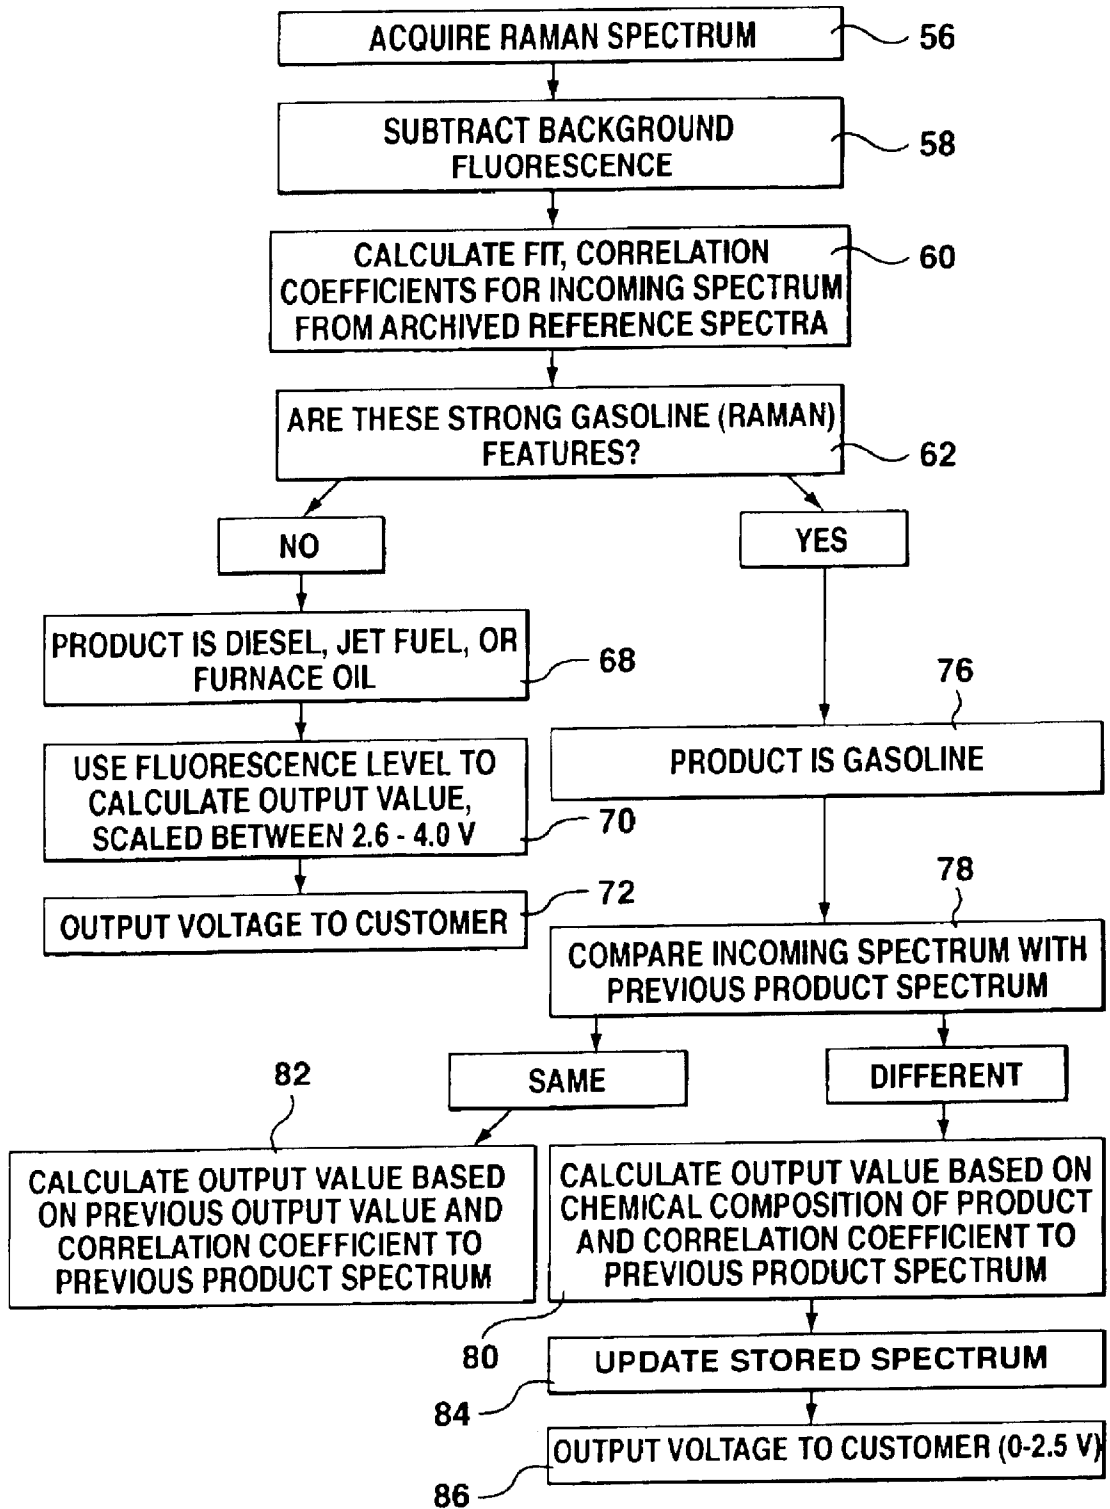 ACQUIRE RAMAN SPECTRUM
56
SUBTRACT BACKGROUND
FLUORESCENCE
58
CALCULATE FIT, CORRELATION
COEFFICIENTS FOR INCOMING SPECTRUM
FROM ARCHIVED REFERENCE SPECTRA
60
ARE THESE STRONG GASOLINE (RAMAN)
FEATURES?
62
NO
YES
PRODUCT IS DIESEL, JET FUEL, OR
FURNACE OIL
68
USE FLUORESCENCE LEVEL TO
CALCULATE OUTPUT VALUE,
SCALED BETWEEN 2.6 - 4.0 V
70
OUTPUT VOLTAGE TO CUSTOMER
72
76
PRODUCT IS GASOLINE
78
COMPARE INCOMING SPECTRUM WITH
PREVIOUS PRODUCT SPECTRUM
SAME
DIFFERENT
82
CALCULATE OUTPUT VALUE BASED
ON PREVIOUS OUTPUT VALUE AND
CORRELATION COEFFICIENT TO
PREVIOUS PRODUCT SPECTRUM
CALCULATE OUTPUT VALUE BASED ON
CHEMICAL COMPOSITION OF PRODUCT
AND CORRELATION COEFFICIENT TO
PREVIOUS PRODUCT SPECTRUM
80
UPDATE STORED SPECTRUM
84
OUTPUT VOLTAGE TO CUSTOMER (0-2.5 V)
86